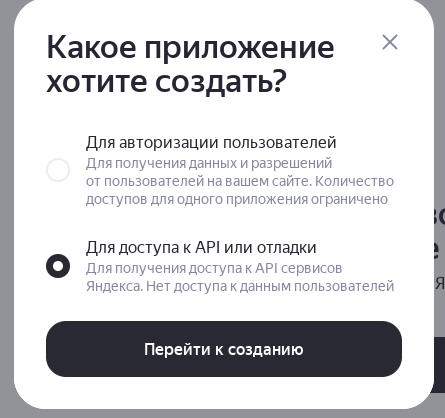 Какое приложение
хотите создать?
Для авторизации пользователей
Для получения данных и разрешений
от пользователей на вашем сайте. Количество
доступов для одного приложения ограничено
Для доступа к API или отладки
Для получения доступа к API сервисов
Яндекса. Нет доступа к данным пользователей
Перейти к созданию